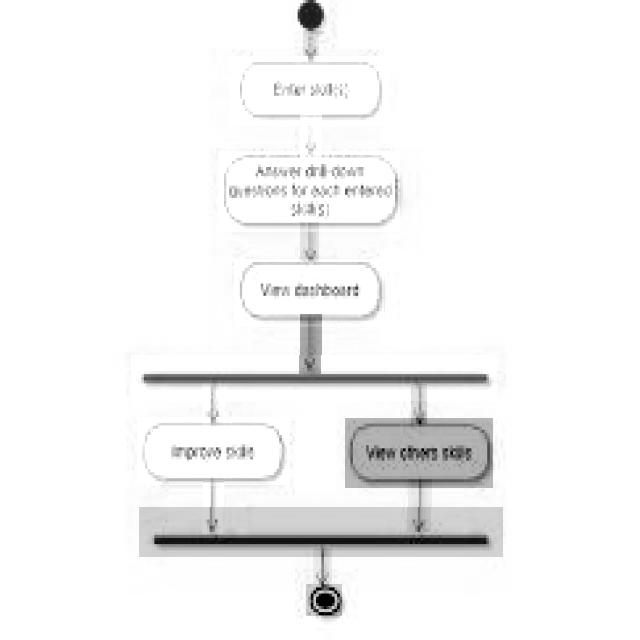 Enter skill(s)
Answer drill-down
questions for each entered
skill(s)
View dashboard
Improve skills
View others skills